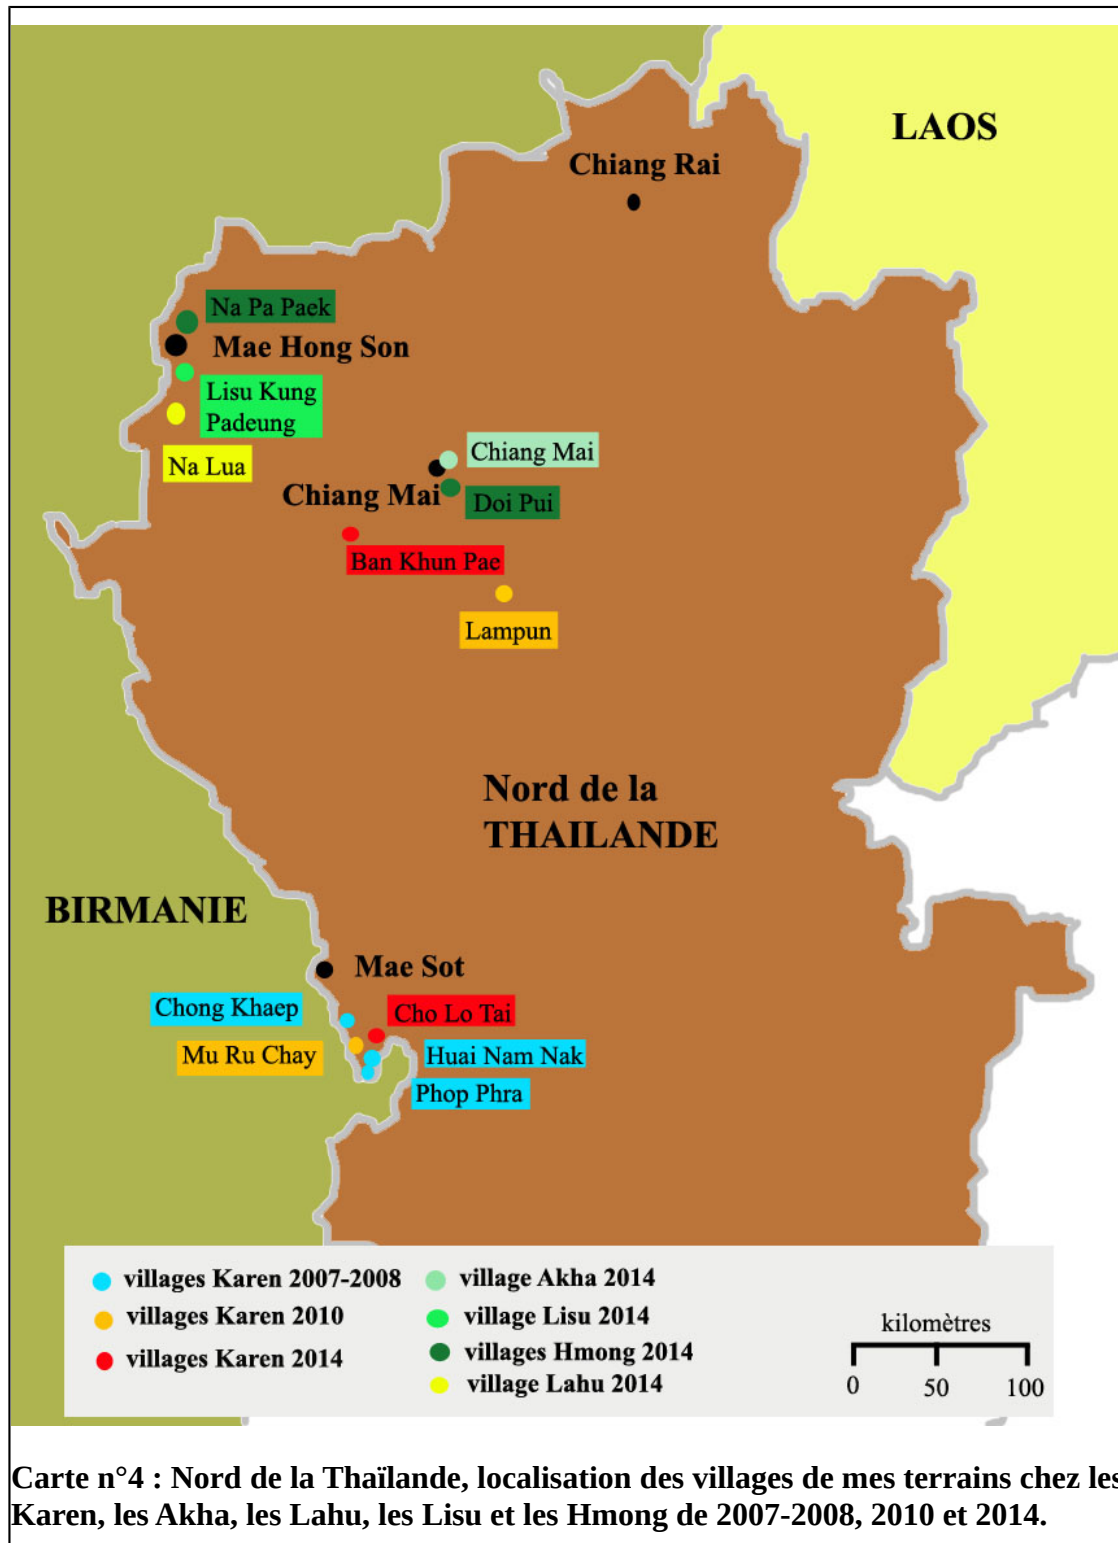 LAOS
Chiang Rai
Na Pa Paek
Mae Hong Son
Lisu Kung
Padeung
Na Lua
Chiang Mai
Chiang Mai
Doi Pui
Ban Khun Pae
Lampun
Nord de la
THAILANDE
BIRMANIE
Mae Sot
Chong Khaep
Cho Lo Tai
Mu Ru Chay
Huai Nam Nak
Phop Phra
villages Karen 2007-2008
villages Karen 2010
villages Karen 2014
village Akha 2014
village Lisu 2014
villages Hmong 2014
village Lahu 2014
kilomètres
0 50 100
Carte n°4 : Nord de la Thaïlande, localisation des villages de mes terrains chez les
Karen, les Akha, les Lahu, les Lisu et les Hmong de 2007-2008, 2010 et 2014.